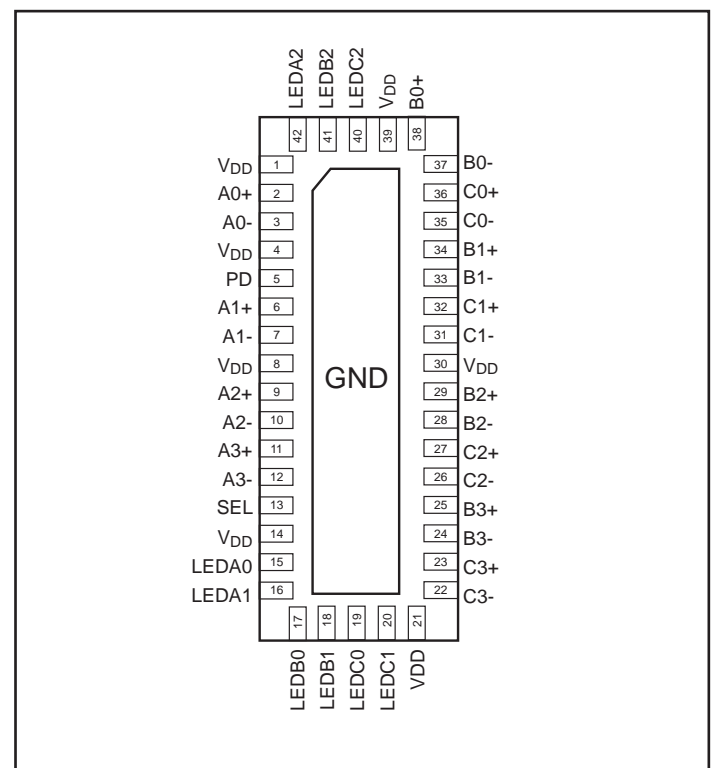 LEDA2 LEDB2 LEDC2 VDD B0+
42 41 40 39 38
VDD 1 37 B0-
A0+ 2 36 C0+
A0- 3 35 C0-
VDD 4 34 B1+
PD 5 33 B1-
A1+ 6 32 C1+
A1- 7 31 C1-
VDD 8 30 VDD
GND
A2+ 9 29 B2+
A2- 10 28 B2-
A3+ 11 27 C2+
A3- 12 26 C2-
SEL 13 25 B3+
VDD 14 24 B3-
LEDA0 15 23 C3+
LEDA1 16 22 C3-
17 18 19 20 21
LEDB0 LEDB1 LEDC0 LEDC1 VDD